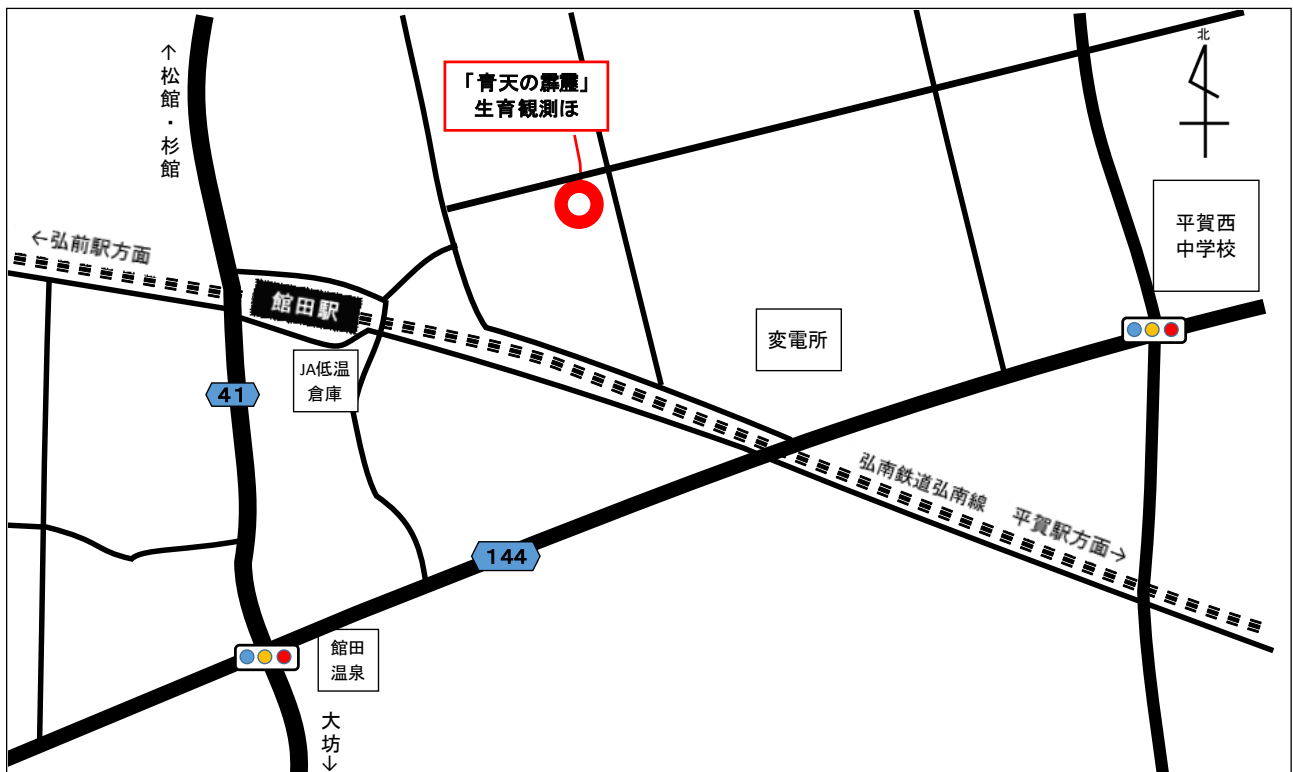 ↑松館・杉館
「青天の霹靂」
生育観測ほ
北
平賀西
中学校
←弘前駅方面
館田駅
変電所
JA低温
倉庫
41
弘南鉄道弘南線 平賀駅方面→
144
館田
温泉
大坊↓